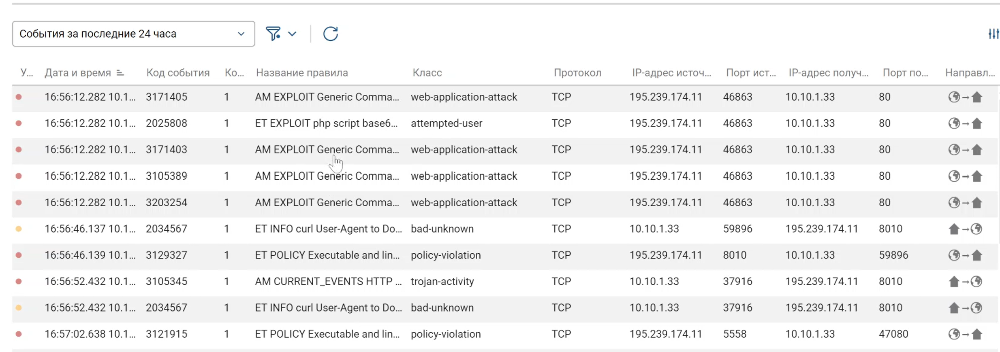 События за последние 24 часа
У... Дата и время Код события Ко... Название правила Класс Протокол IP-адрес источ... Порт ист... IP-адрес получ... Порт по... Направл...
16:56:12.282 10.1... 3171405 1 AM EXPLOIT Generic Comma... web-application-attack TCP 195.239.174.11 46863 10.10.1.33 80
16:56:12.282 10.1... 2025808 1 ET EXPLOIT php script base6... attempted-user TCP 195.239.174.11 46863 10.10.1.33 80
16:56:12.282 10.1... 3171403 1 AM EXPLOIT Generic Comma... web-application-attack TCP 195.239.174.11 46863 10.10.1.33 80
16:56:12.282 10.1... 3105389 1 AM EXPLOIT Generic Comma... web-application-attack TCP 195.239.174.11 46863 10.10.1.33 80
16:56:12.282 10.1... 3203254 1 AM EXPLOIT Generic Comma... web-application-attack TCP 195.239.174.11 46863 10.10.1.33 80
16:56:46.137 10.1... 2034567 1 ET INFO curl User-Agent to Do... bad-unknown TCP 10.10.1.33 59896 195.239.174.11 8010
16:56:46.139 10.1... 3129327 1 ET POLICY Executable and lin... policy-violation TCP 195.239.174.11 8010 10.10.1.33 59896
16:56:52.432 10.1... 3105345 1 AM CURRENT_EVENTS HTTP ... trojan-activity TCP 10.10.1.33 37916 195.239.174.11 8010
16:56:52.432 10.1... 2034567 1 ET INFO curl User-Agent to Do... bad-unknown TCP 10.10.1.33 37916 195.239.174.11 8010
16:57:02.638 10.1... 3121915 1 ET POLICY Executable and lin... policy-violation TCP 195.239.174.11 5558 10.10.1.33 47080